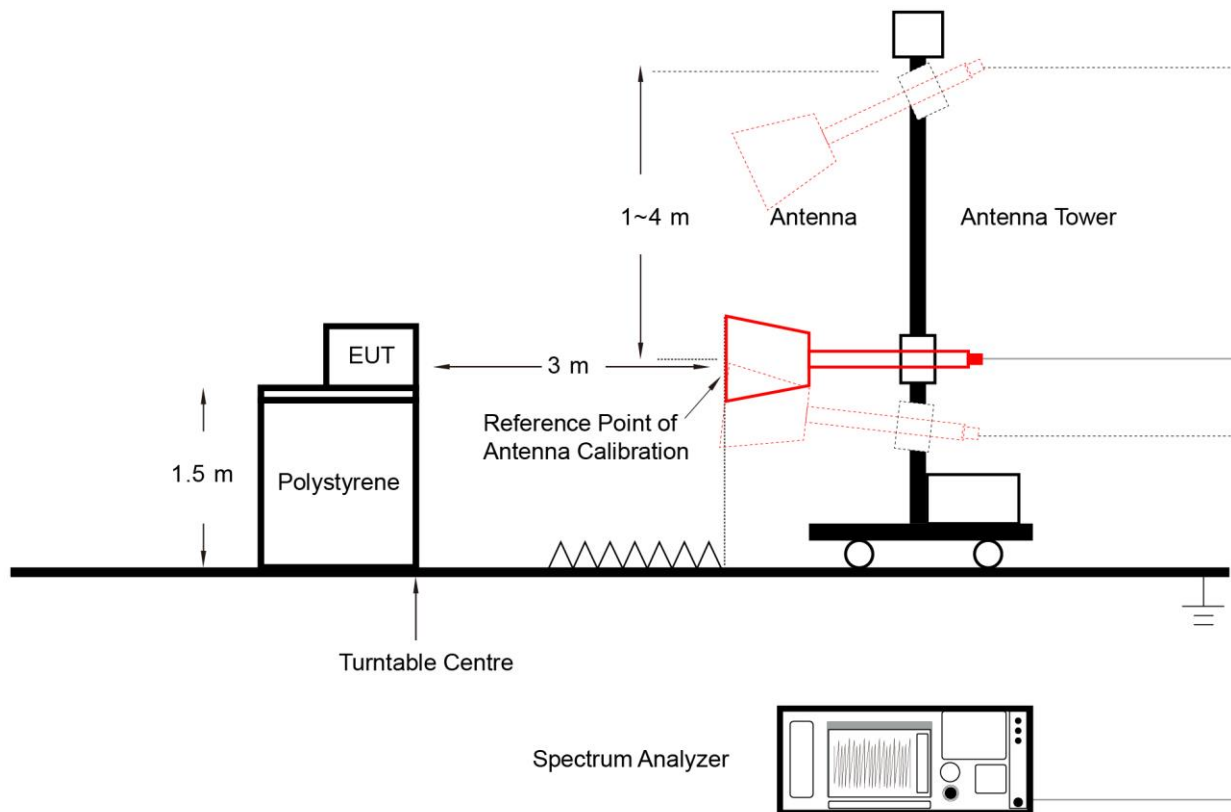 1~4 m
Antenna
Antenna Tower
EUT
3 m
Reference Point of
Antenna Calibration
1.5 m
Polystyrene
Turntable Centre
Spectrum Analyzer